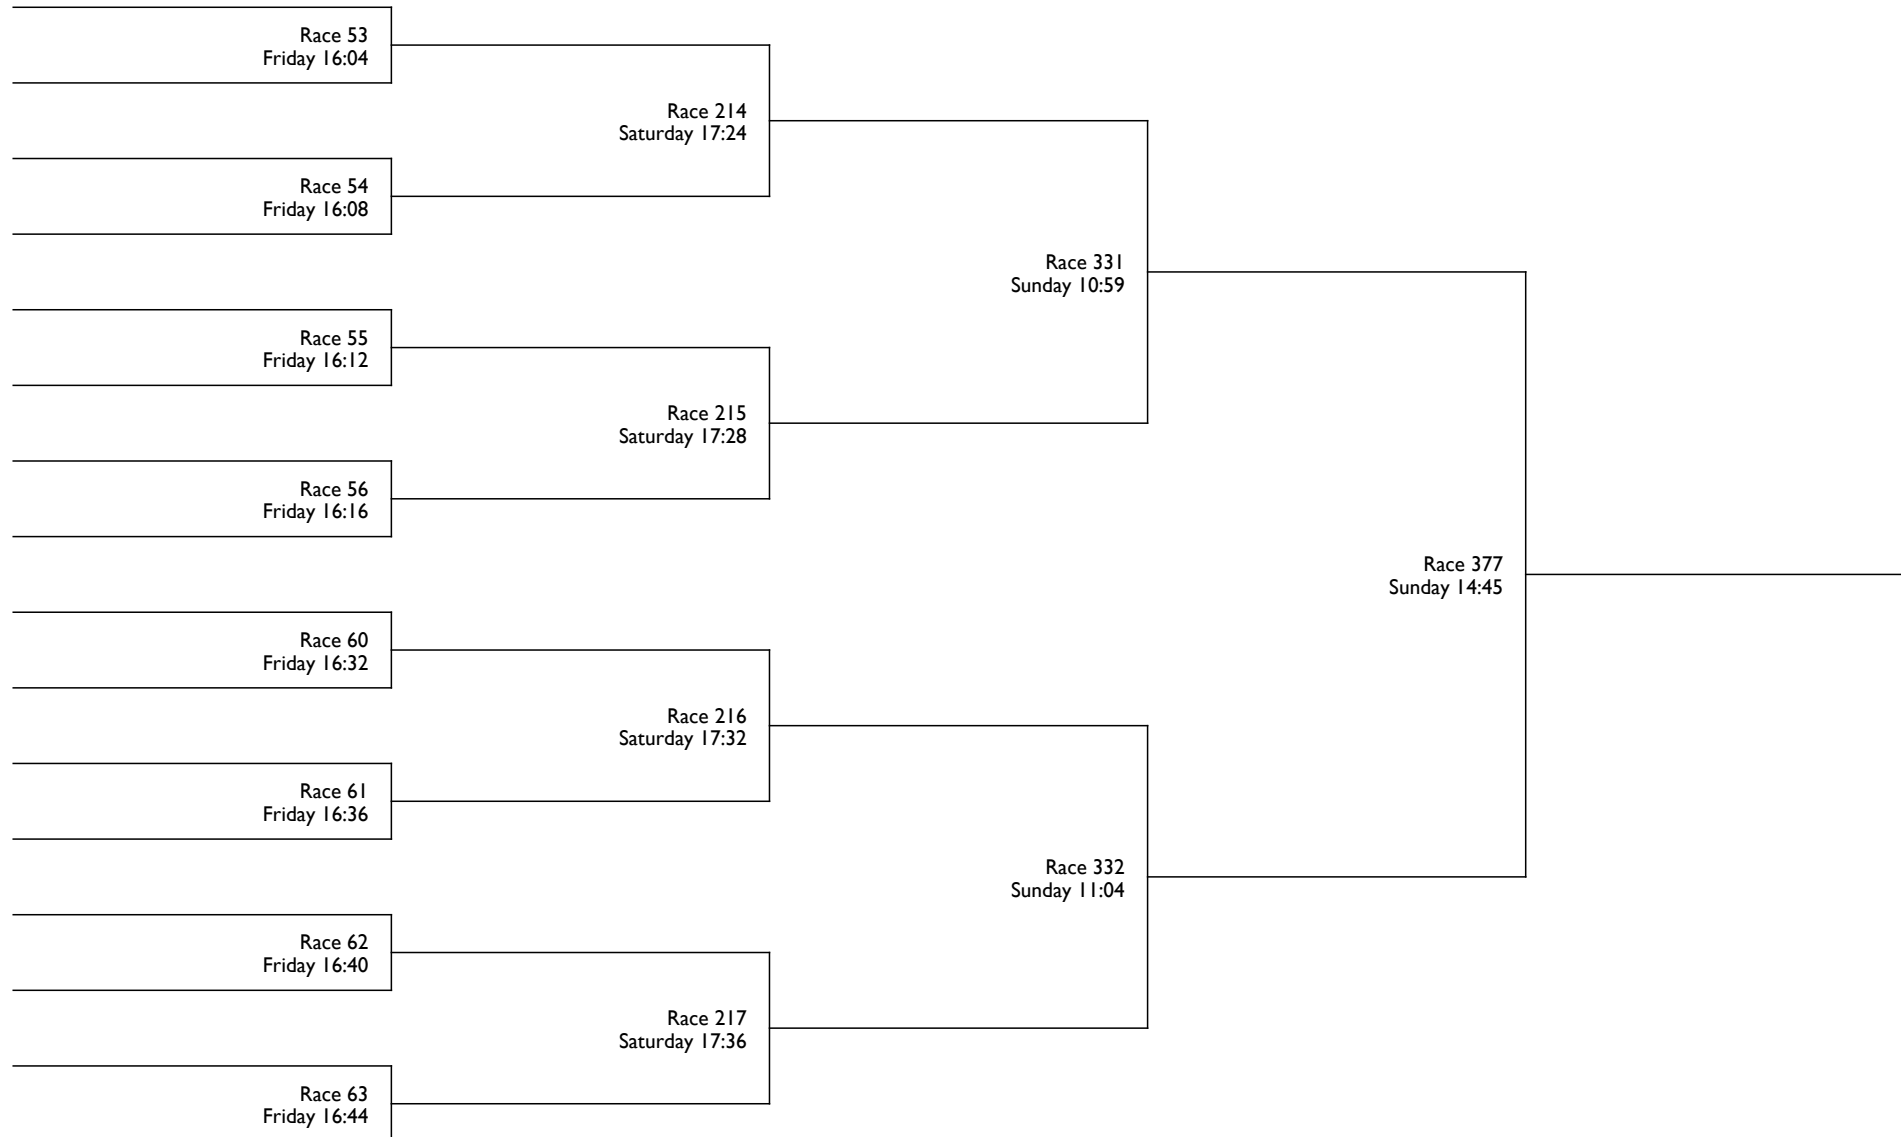 Race 53
Friday 16:04
Race 214
Saturday 17:24
Race 54
Friday 16:08
Race 331
Sunday 10:59
Race 55
Friday 16:12
Race 215
Saturday 17:28
Race 56
Friday 16:16
Race 377
Sunday 14:45
Race 60
Friday 16:32
Race 216
Saturday 17:32
Race 61
Friday 16:36
Race 332
Sunday 11:04
Race 62
Friday 16:40
Race 217
Saturday 17:36
Race 63
Friday 16:44